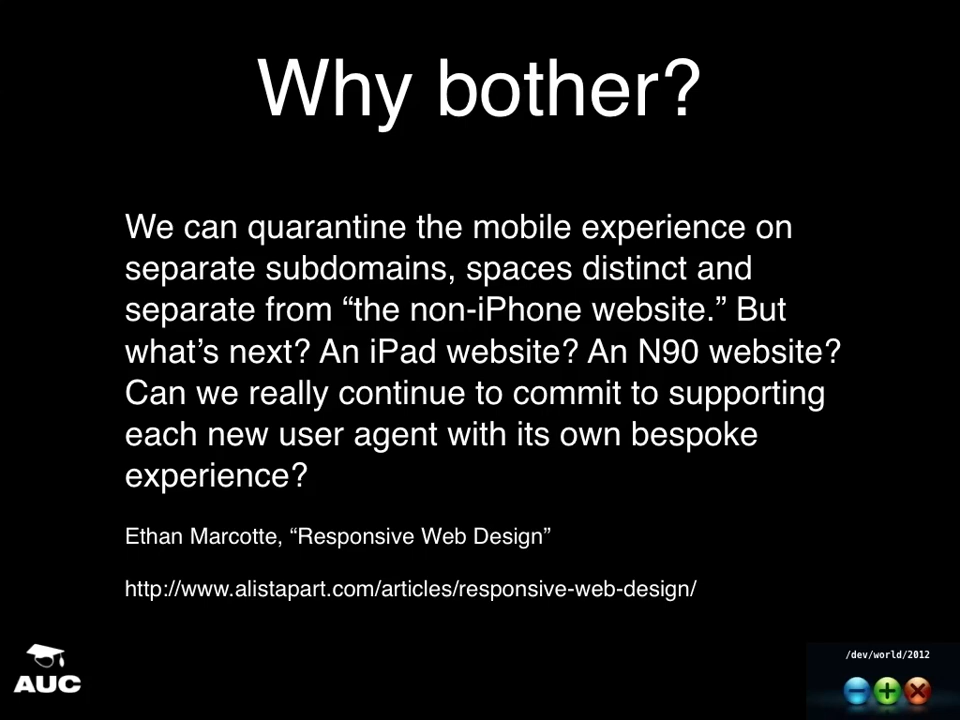 Why bother?
We can quarantine the mobile experience on
separate subdomains, spaces distinct and
separate from “the non-iPhone website.” But
what’s next? An iPad website? An N90 website?
Can we really continue to commit to supporting
each new user agent with its own bespoke
experience?
Ethan Marcotte, “Responsive Web Design”
http://www.alistapart.com/articles/responsive-web-design/
AUC
/dev/world/2012